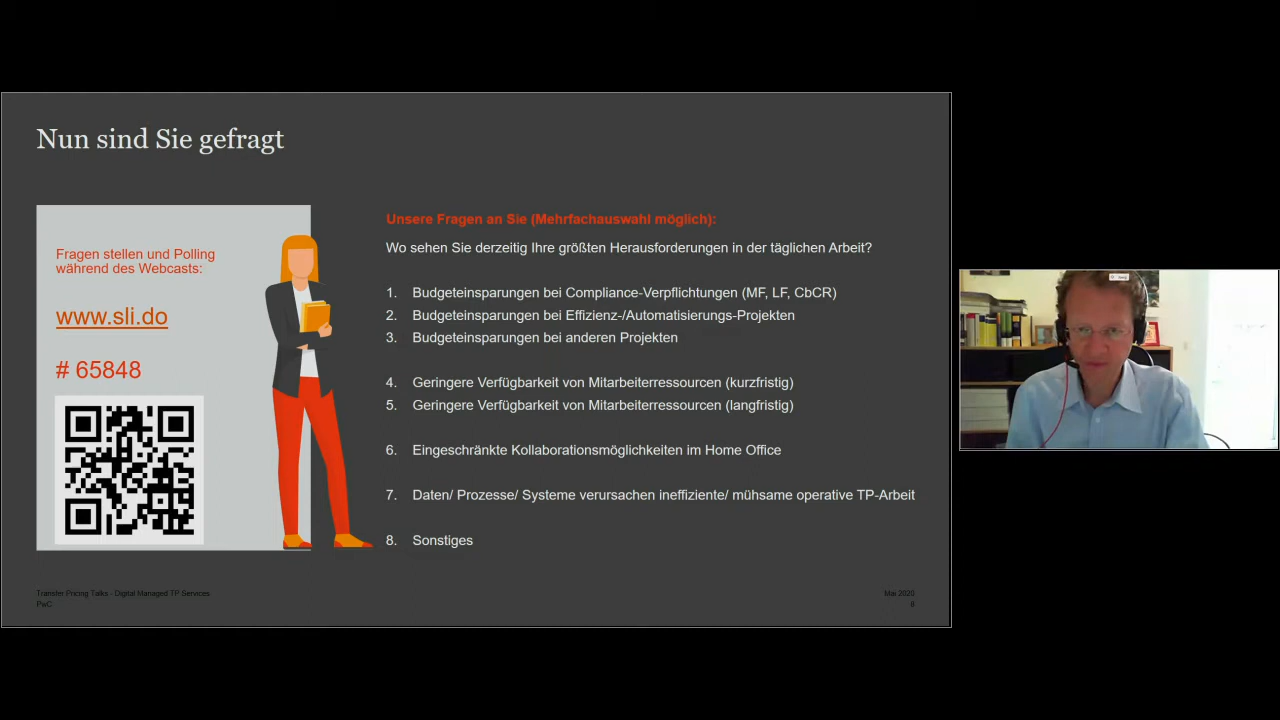 Nun sind Sie gefragt
Fragen stellen und Polling
während des Webcasts:
www.sli.do
# 65848
Unsere Fragen an Sie (Mehrfachauswahl möglich):
Wo sehen Sie derzeitig Ihre größten Herausforderungen in der täglichen Arbeit?
1. Budgeteinsparungen bei Compliance-Verpflichtungen (MF, LF, CbCR)
2. Budgeteinsparungen bei Effizienz-/Automatisierungs-Projekten
3. Budgeteinsparungen bei anderen Projekten
4. Geringere Verfügbarkeit von Mitarbeiterressourcen (kurzfristig)
5. Geringere Verfügbarkeit von Mitarbeiterressourcen (langfristig)
6. Eingeschränkte Kollaborationsmöglichkeiten im Home Office
7. Daten/ Prozesse/ Systeme verursachen ineffiziente/ mühsame operative TP-Arbeit
8. Sonstiges
Transfer Pricing Talks - Digital Managed TP Services
PwC
Mai 2020